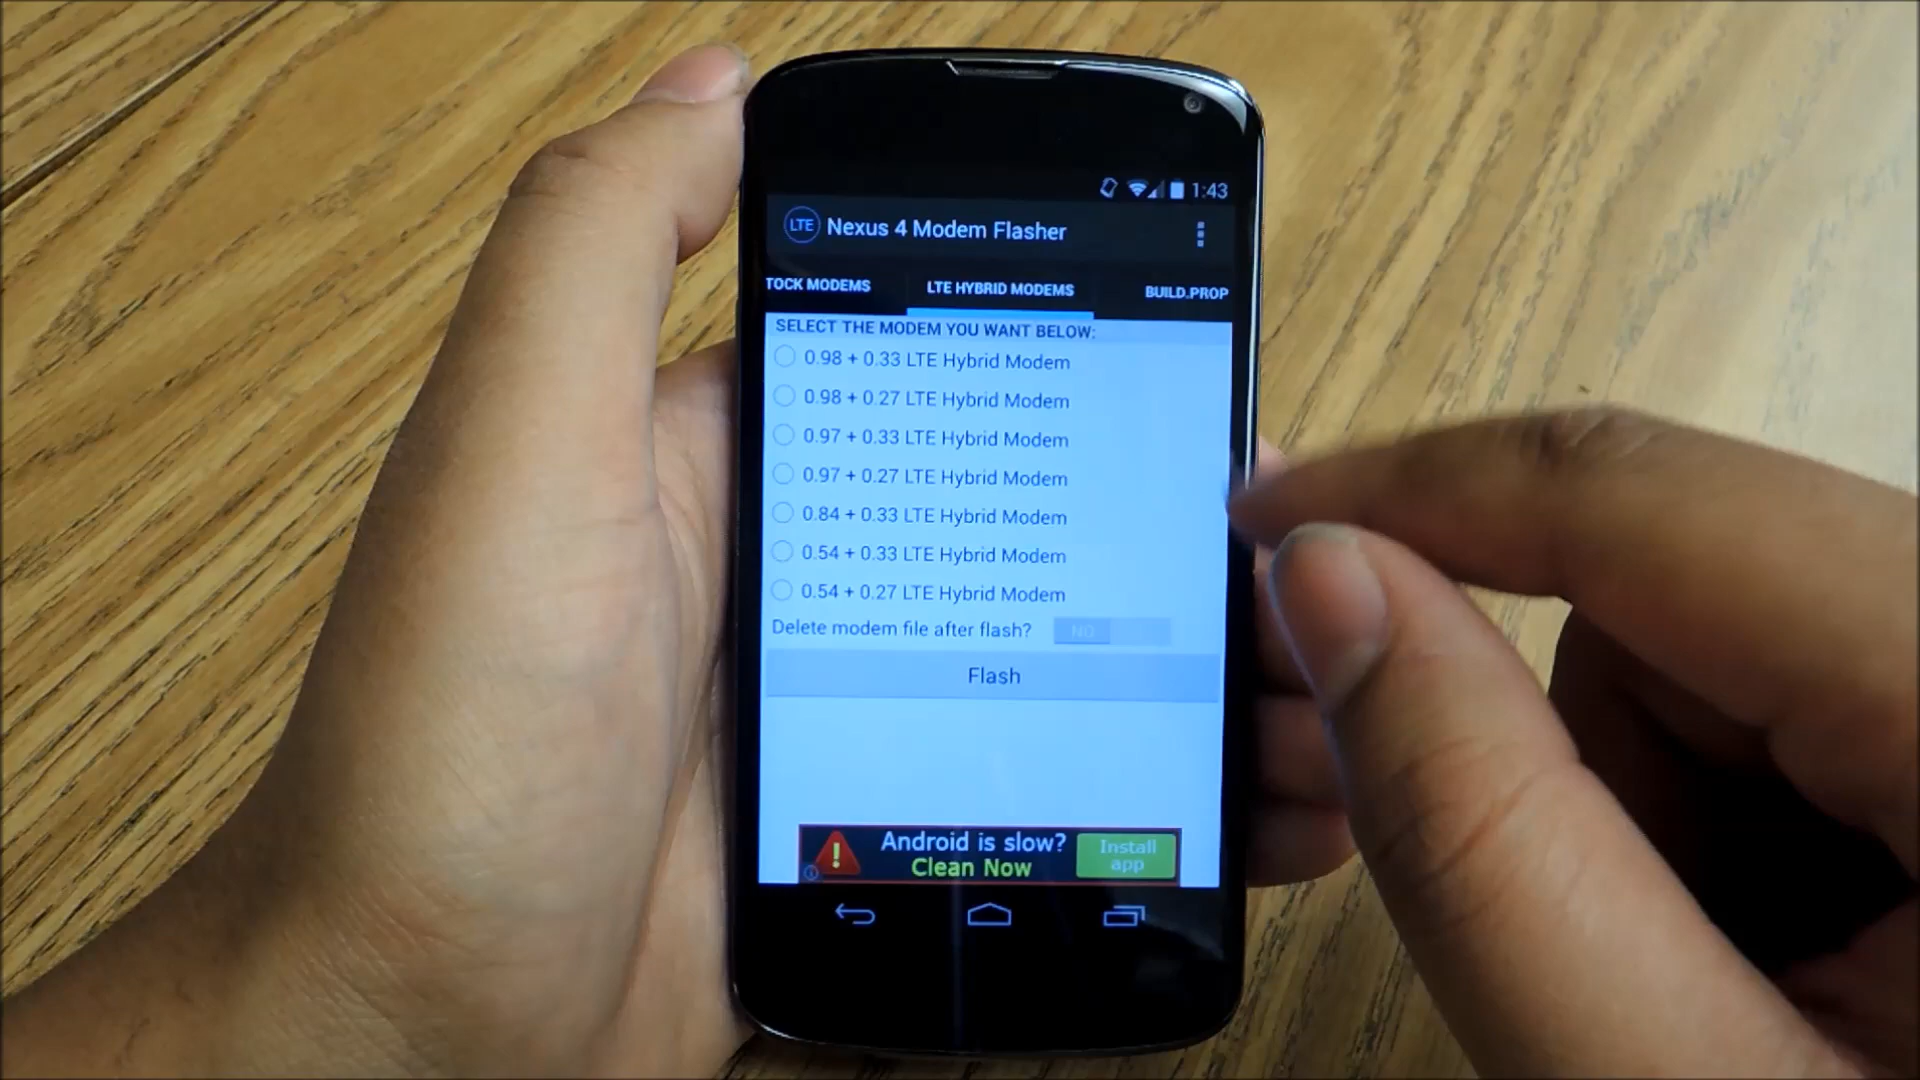 1:43
LTE Nexus 4 Modem Flasher
TOCK MODEMS LTE HYBRID MODEMS BUILD.PROP
SELECT THE MODEM YOU WANT BELOW:
0.98 + 0.33 LTE Hybrid Modem
0.98 + 0.27 LTE Hybrid Modem
0.97 + 0.33 LTE Hybrid Modem
0.97 + 0.27 LTE Hybrid Modem
0.84 + 0.33 LTE Hybrid Modem
0.54 + 0.33 LTE Hybrid Modem
0.54 + 0.27 LTE Hybrid Modem
Delete modem file after flash? NO
Flash
Android is slow?
Clean Now
Install
app